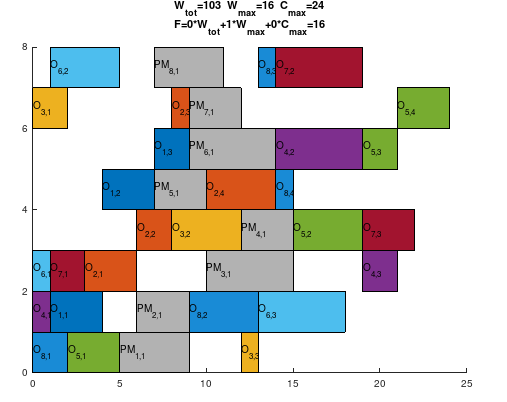 W_tot=103 W_max=16 C_max=24
F=0*W_tot+1*W_max+0*C_max=16
8
O_6,2 PM_8,1 O_8,3 O_7,2
O_3,1 O_2,3 PM_7,1 O_5,4
6
O_1,3 PM_6,1 O_4,2 O_5,3
O_1,2 PM_5,1 O_2,4 O_8,4
4
O_2,2 O_3,2 PM_4,1 O_5,2 O_7,3
O_6,1 O_7,1 O_2,1 PM_3,1 O_4,3
2
O_4,1 O_1,1 PM_2,1 O_8,2 O_6,3
O_8,1 O_5,1 PM_1,1 O_3,3
0
0 5 10 15 20 25